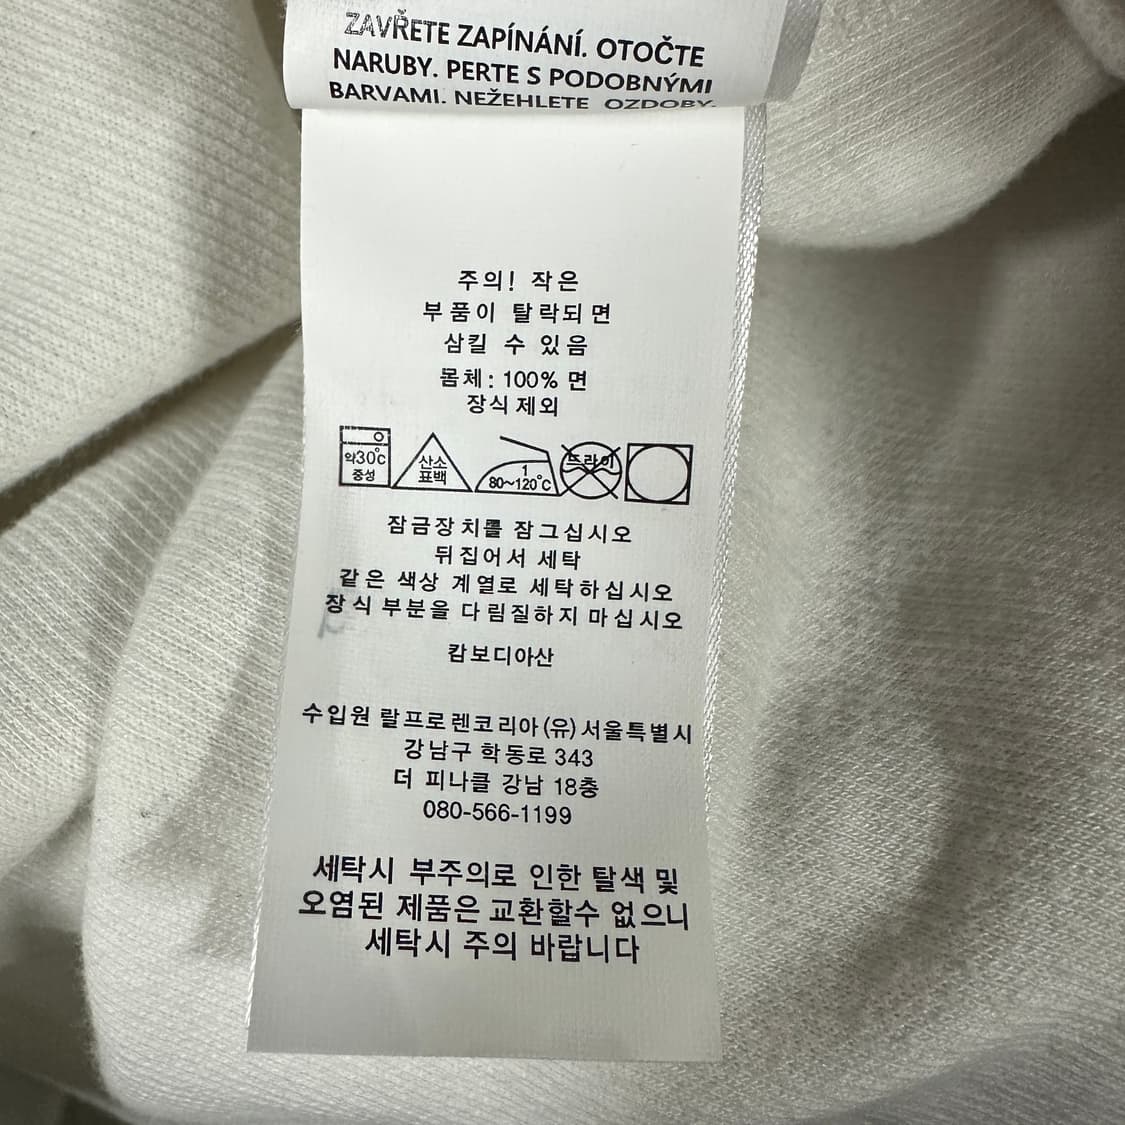 ZAVŘETE ZAPÍNÁNÍ. OTOČTE
NARUBY. PERTE S PODOBNÝMI
BARVAMI. NEŽEHLETE OZDOBY.
주의! 작은
부품이 탈락되면
삼킬 수 있음
몸체: 100% 면
장식제외
약30°C
중성
산소
표백
1
80~120°C
드라이
잠금장치를 잠그십시오
뒤집어서 세탁
같은 색상 계열로 세탁하십시오
장식부분을 다림질하지 마십시오
캄보디아산
수입원 랄프로렌코리아(유)서울특별시
강남구 학동로 343
더 피나클 강남 18층
080-566-1199
세탁시 부주의로 인한 탈색 및
오염된 제품은 교환할수 없으니
세탁시 주의 바랍니다